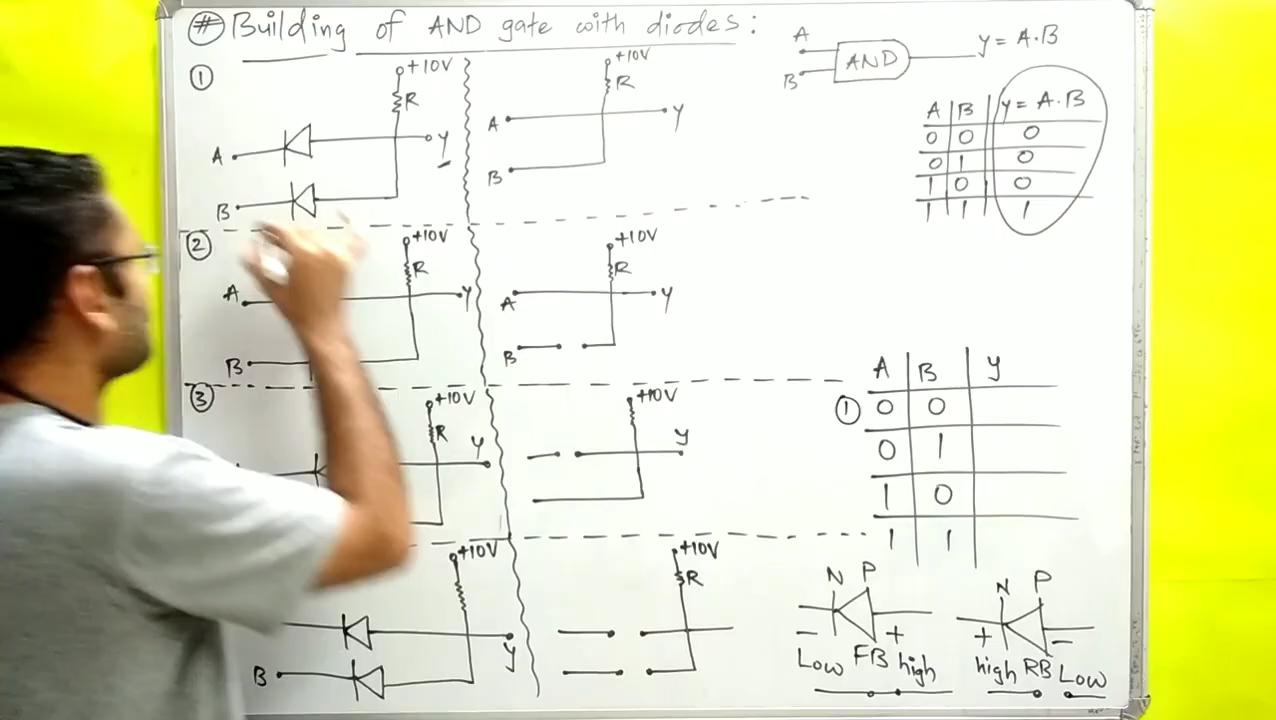 # Building of AND gate with diodes:
①
+10V
R
A
y
B
+10V
R
A
y
B
A
B
AND
y = A.B
A B y = A.B
0 0 0
0 1 0
1 0 0
1 1 1
②
+10V
R
A
y
B
+10V
R
A
y
B
③
+10V
R
y
+10V
y
A B y
① 0 0
0 1
1 0
1 1
+10V
y
B
+10V
R
N P
- +
Low FB high
N P
+ -
high RB Low